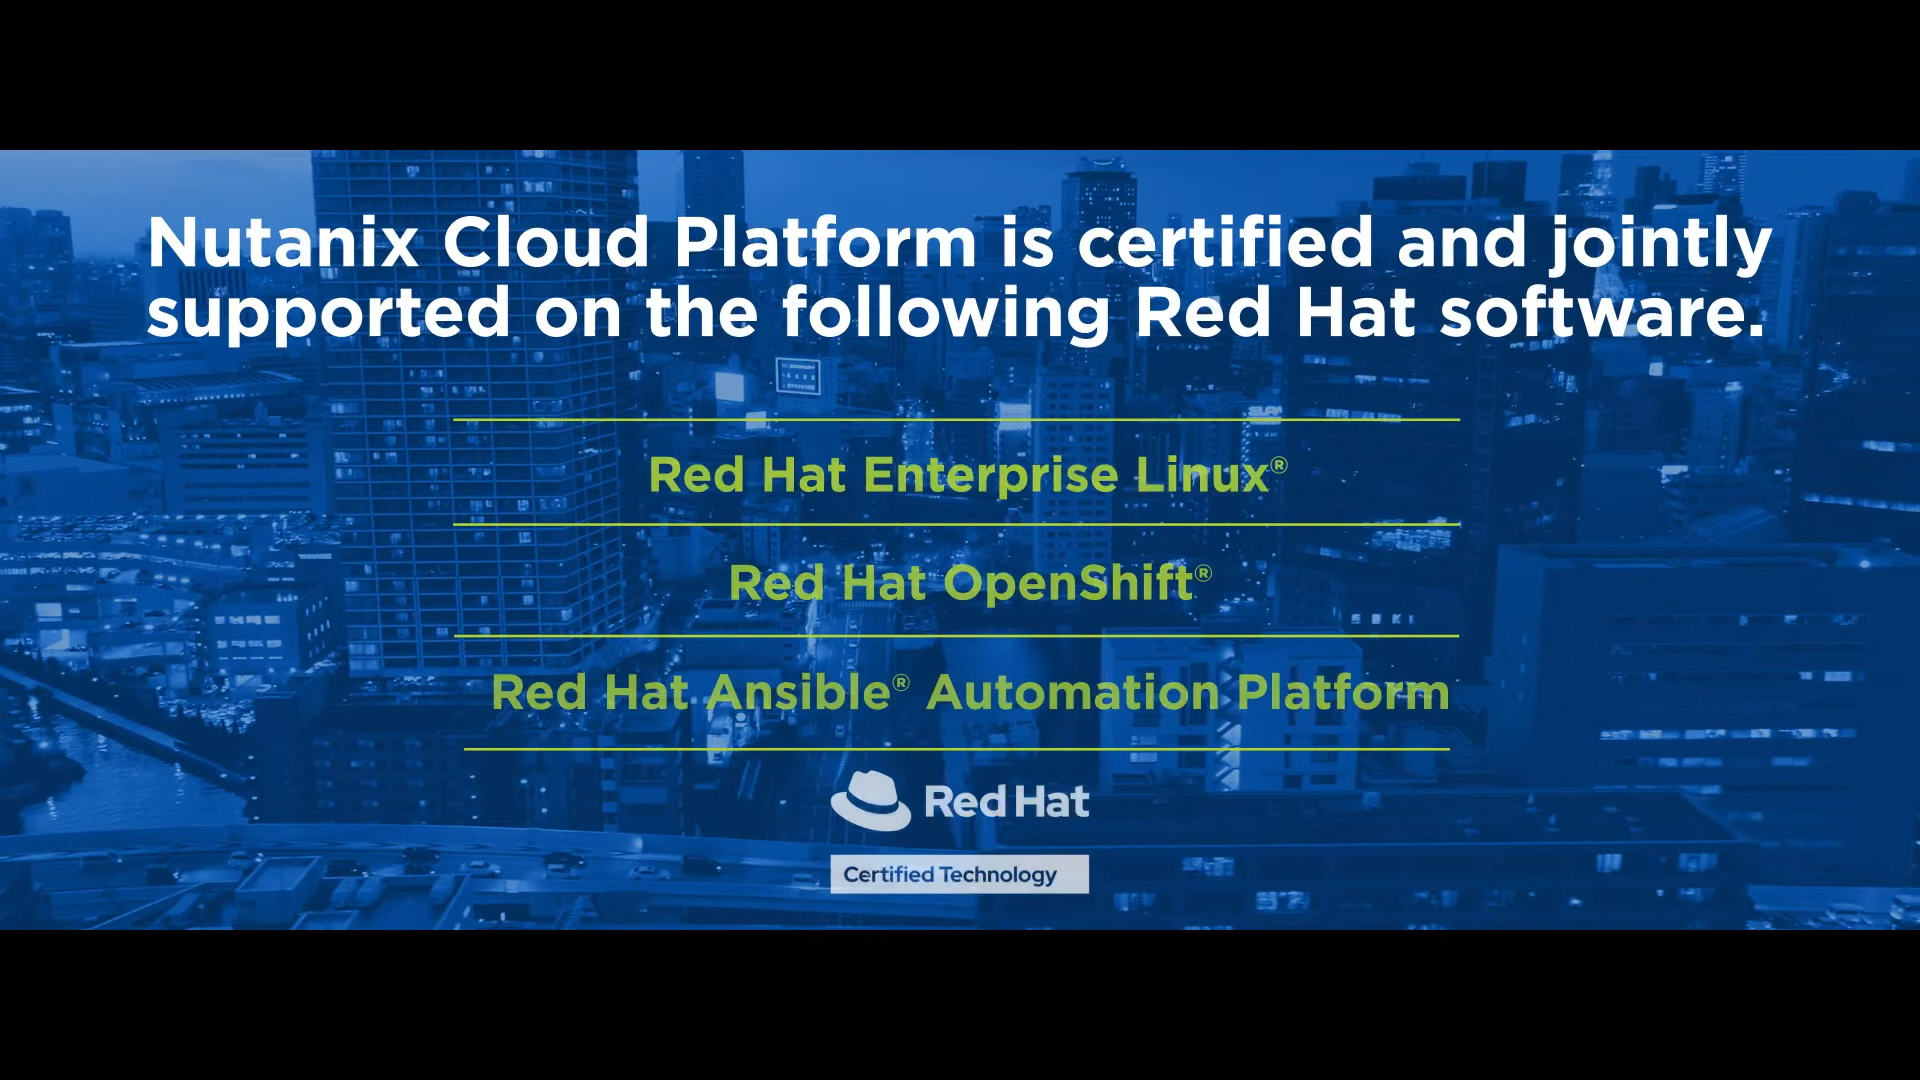 Nutanix Cloud Platform is certified and jointly
supported on the following Red Hat software.
Red Hat Enterprise Linux®
Red Hat OpenShift®
Red Hat Ansible® Automation Platform
Red Hat
Certified Technology